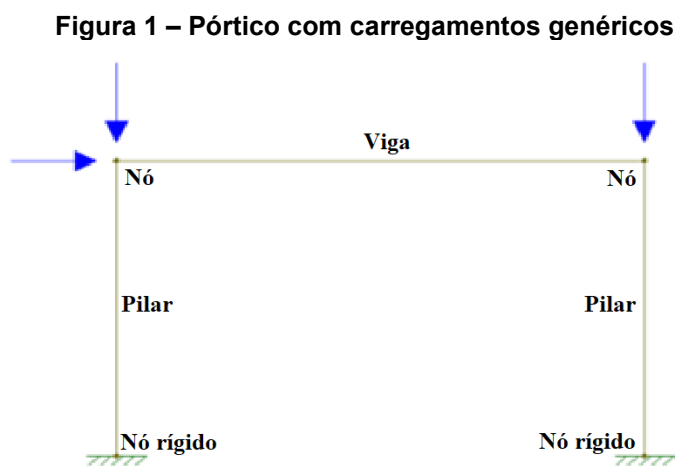 Figura 1 – Pórtico com carregamentos genéricos
Viga
Nó
Nó
Pilar
Pilar
Nó rígido
Nó rígido